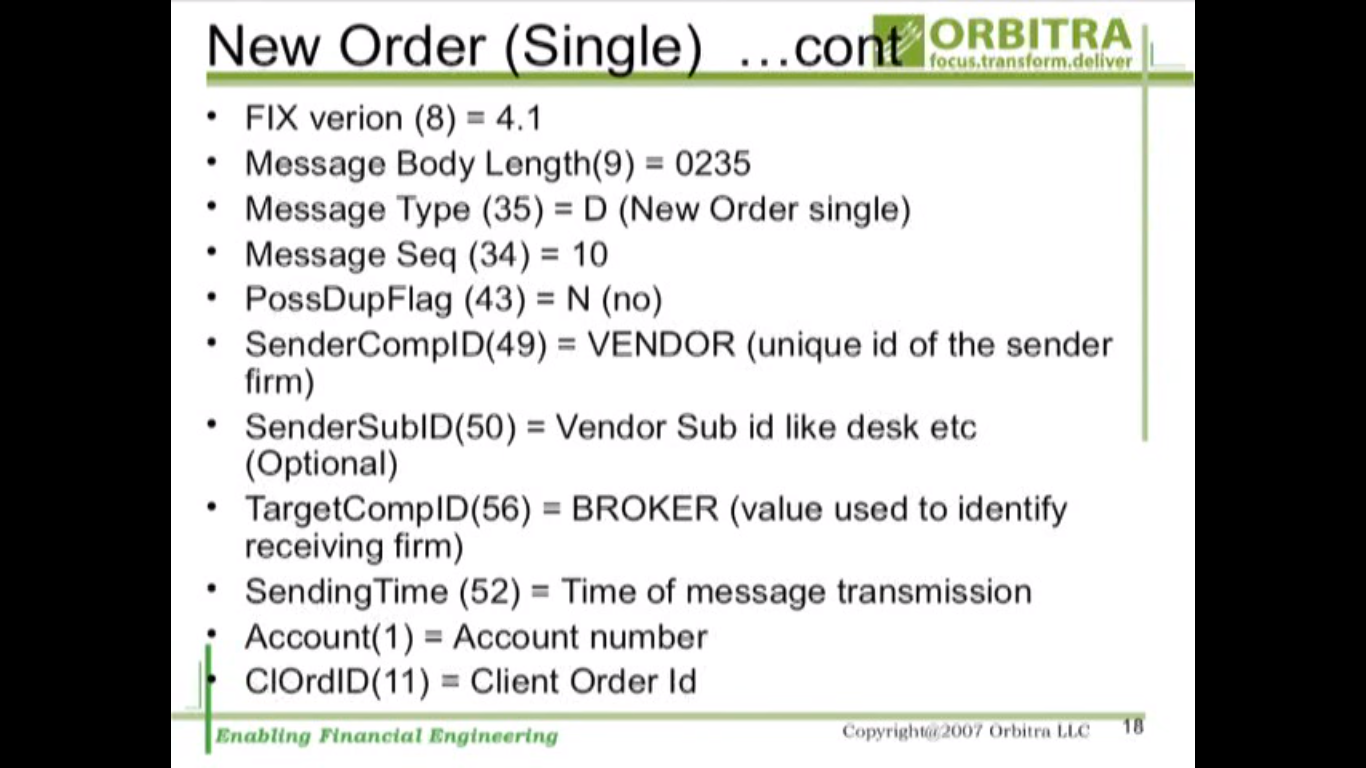 New Order (Single) …cont
ORBITRA
focus.transform.deliver
• FIX verion (8) = 4.1
• Message Body Length(9) = 0235
• Message Type (35) = D (New Order single)
• Message Seq (34) = 10
• PossDupFlag (43) = N (no)
• SenderCompID(49) = VENDOR (unique id of the sender
firm)
• SenderSubID(50) = Vendor Sub id like desk etc
(Optional)
• TargetCompID(56) = BROKER (value used to identify
receiving firm)
• SendingTime (52) = Time of message transmission
• Account(1) = Account number
• ClOrdID(11) = Client Order Id
Enabling Financial Engineering
Copyright@2007 Orbitra LLC
18